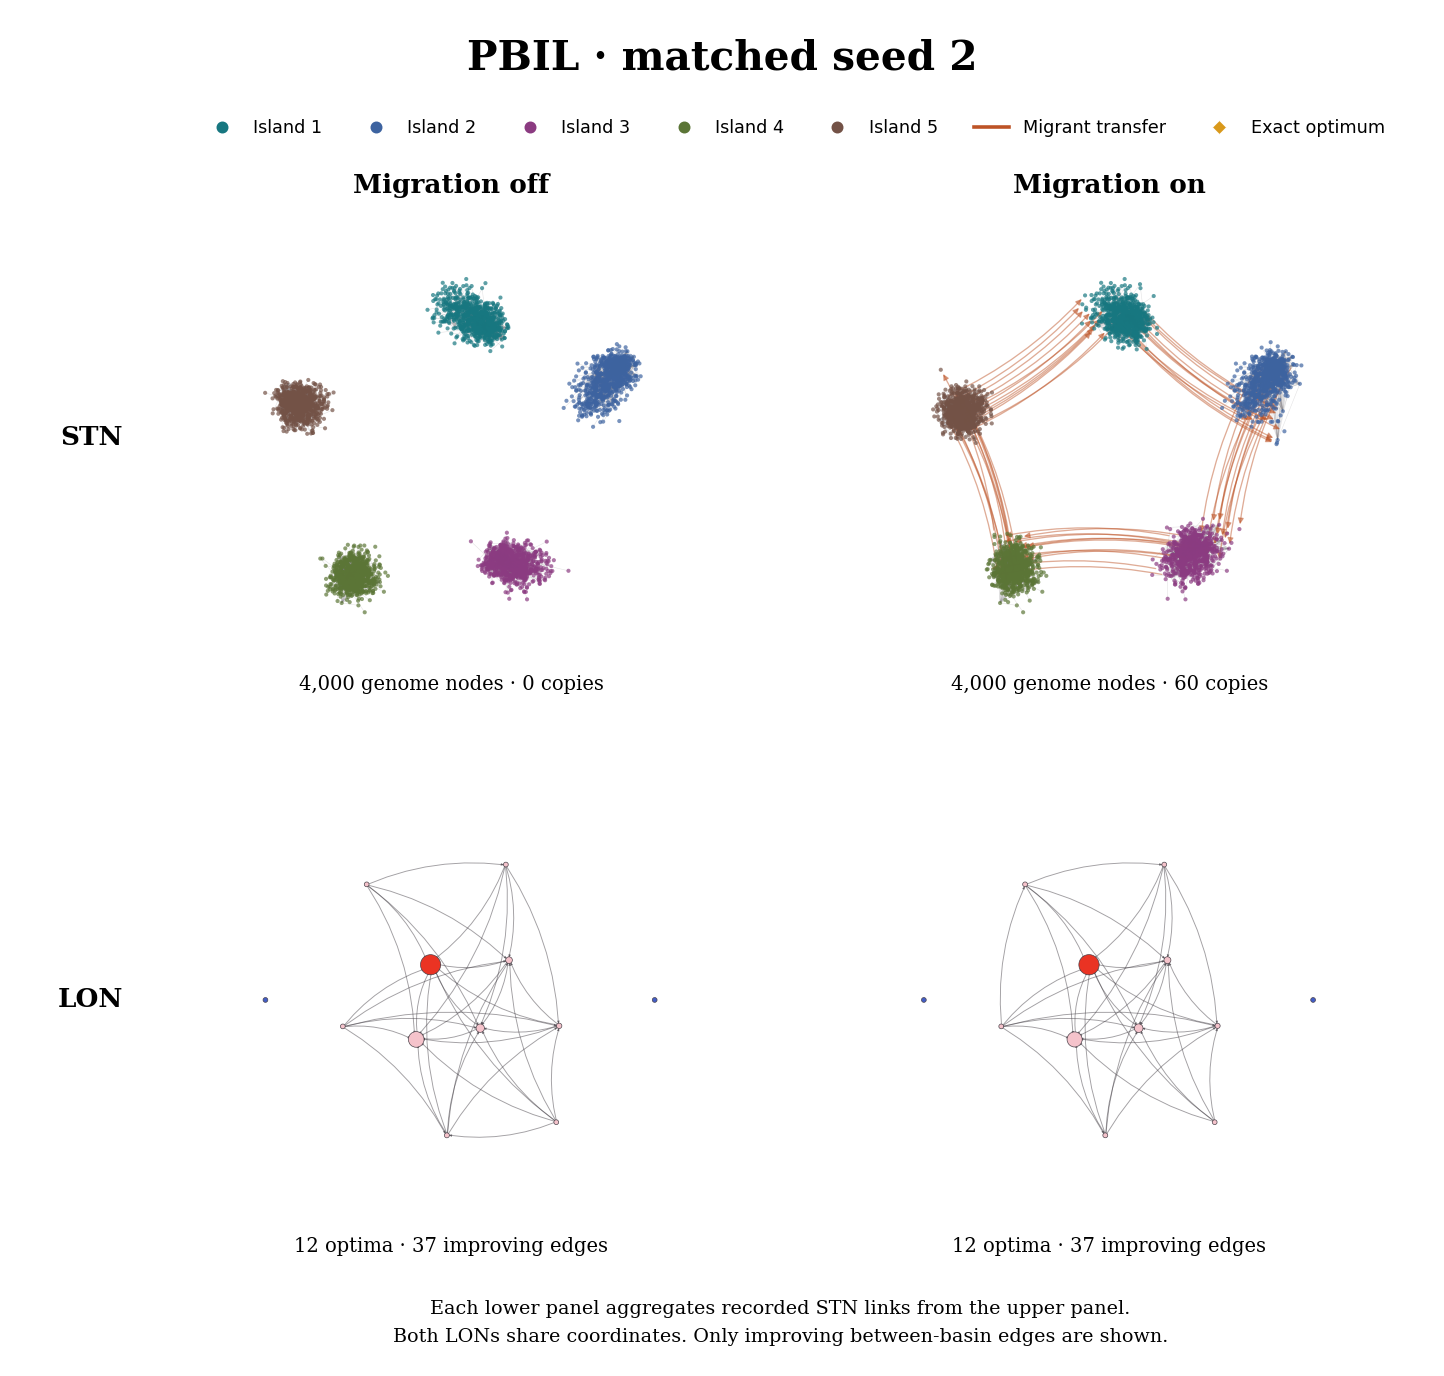 PBIL · matched seed 2
Island 1 Island 2 Island 3 Island 4 Island 5 Migrant transfer Exact optimum
Migration off Migration on
STN
4,000 genome nodes · 0 copies 4,000 genome nodes · 60 copies
LON
12 optima · 37 improving edges 12 optima · 37 improving edges
Each lower panel aggregates recorded STN links from the upper panel.
Both LONs share coordinates. Only improving between-basin edges are shown.